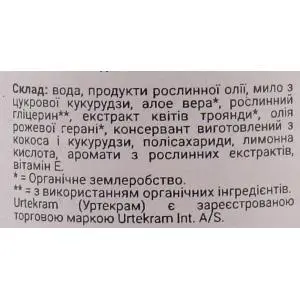 Склад: вода, продукти рослинної олії, мило з
цукрової кукурудзи, алое вера*, рослинний
гліцерин**, екстракт квітів троянди*, олія
рожевої герані*, консервант виготовлений з
кокоса і кукурудзи, полісахариди, лимонна
кислота, аромати з рослинних екстрактів,
вітамін Е.
* = Органічне землеробство.
** = з використанням органічних інгредієнтів.
Urtekram (Уртекрам) є зареєстрованою
торговою маркою Urtekram Int. A/S.